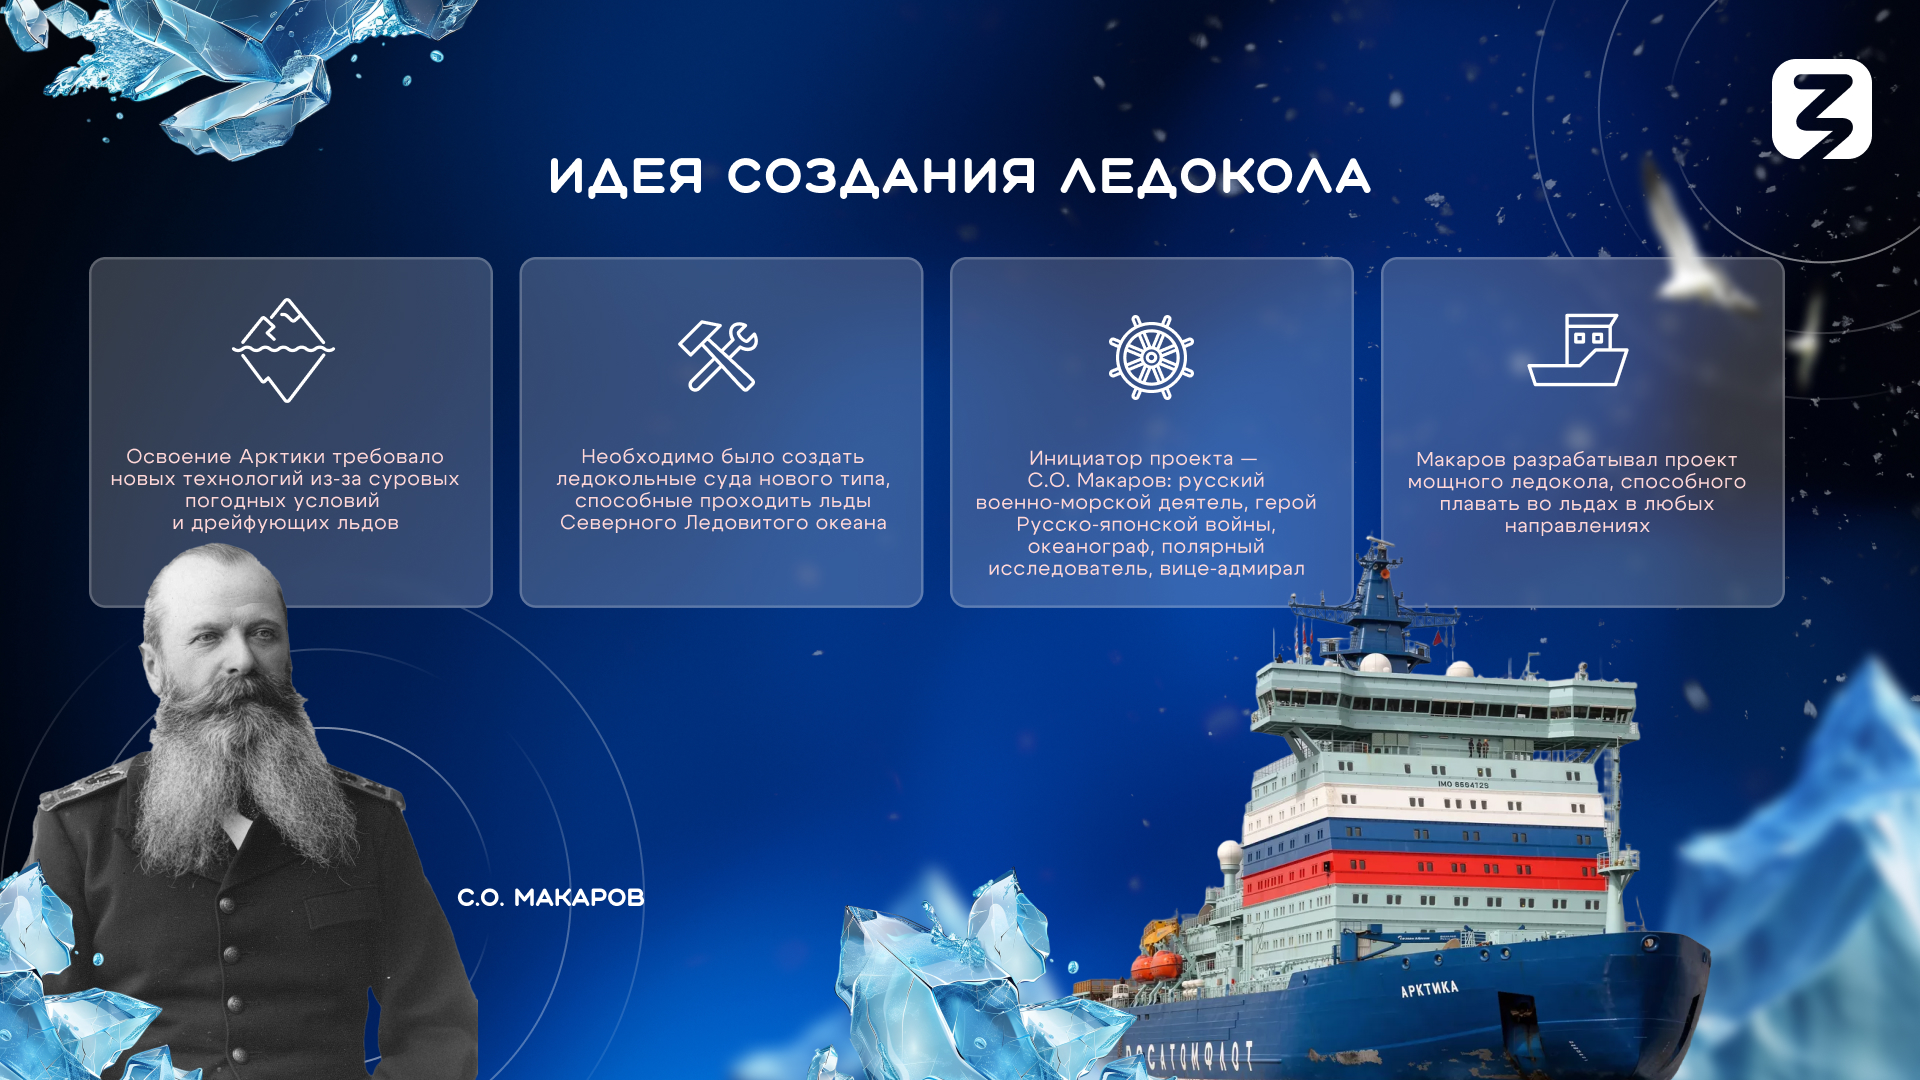 ИДЕЯ СОЗДАНИЯ ЛЕДОКОЛА
Освоение Арктики требовало
новых технологий из-за суровых
погодных условий
и дрейфующих льдов
Необходимо было создать
ледокольные суда нового типа,
способные проходить льды
Северного Ледовитого океана
Инициатор проекта —
С.О. Макаров: русский
военно-морской деятель, герой
Русско-японской войны,
океанограф, полярный
исследователь, вице-адмирал
Макаров разрабатывал проект
мощного ледокола, способного
плавать во льдах в любых
направлениях
С.О. МАКАРОВ
АРКТИКА
РОСАТОМФЛОТ